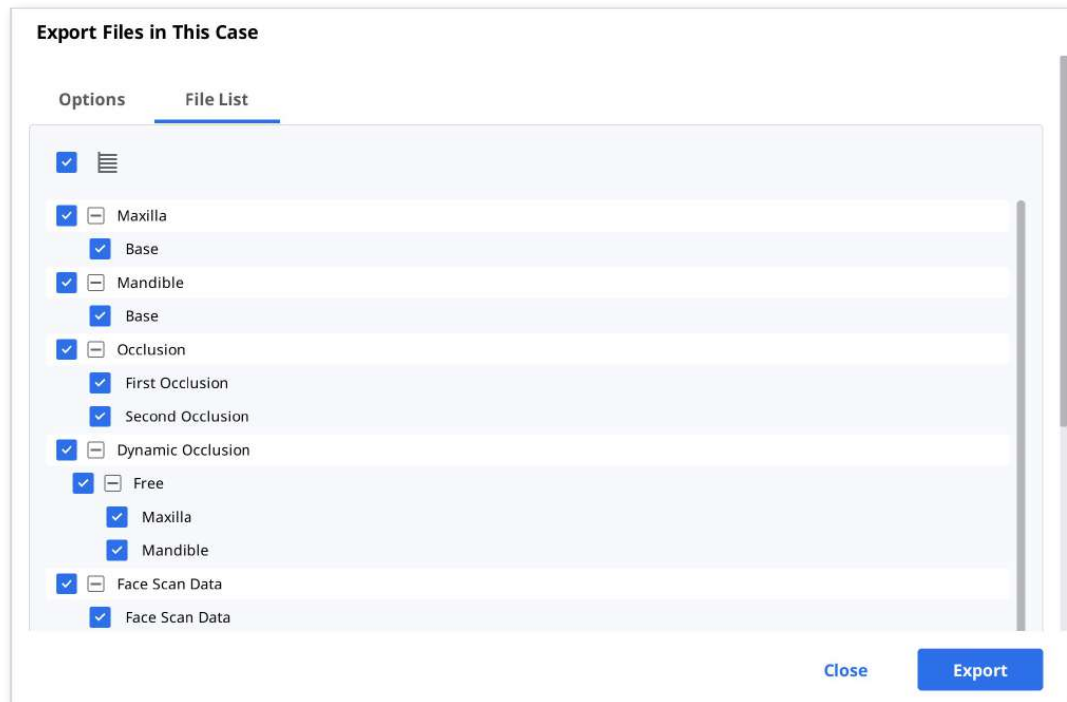 Export Files in This Case
Options File List
Maxilla
Base
Mandible
Base
Occlusion
First Occlusion
Second Occlusion
Dynamic Occlusion
Free
Maxilla
Mandible
Face Scan Data
Face Scan Data
Close Export